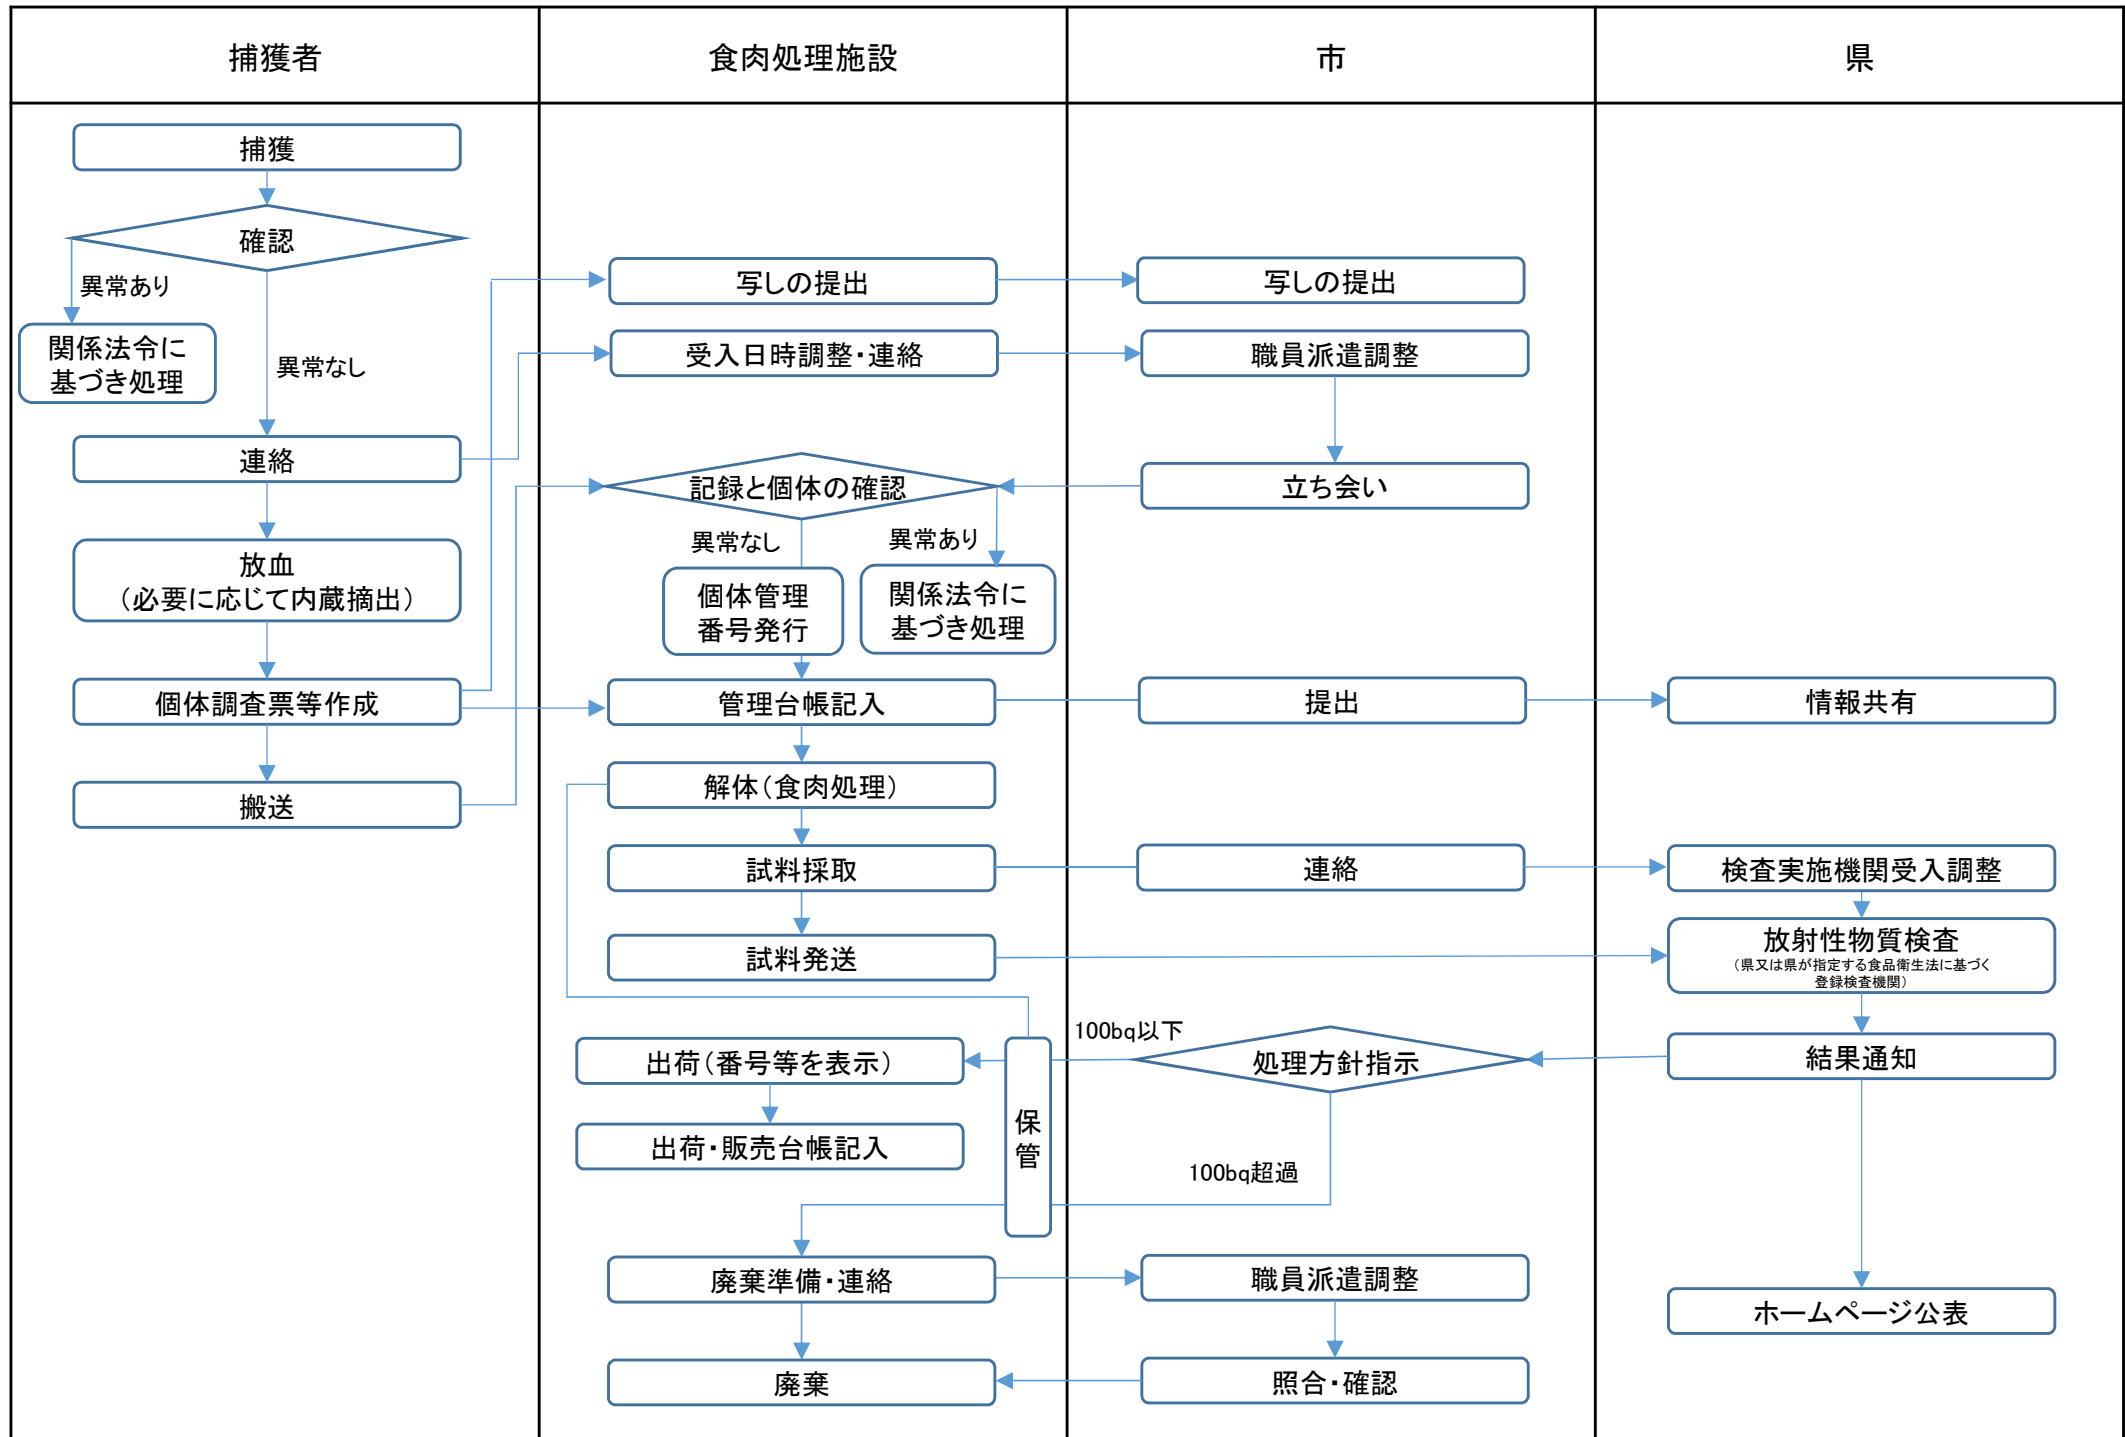 捕獲者
食肉処理施設
市
県
捕獲
確認
異常あり
関係法令に
基づき処理
異常なし
連絡
放血
（必要に応じて内蔵摘出）
個体調査票等作成
搬送
写しの提出
受入日時調整・連絡
記録と個体の確認
異常なし
異常あり
個体管理
番号発行
関係法令に
基づき処理
管理台帳記入
解体（食肉処理）
試料採取
試料発送
出荷（番号等を表示）
出荷・販売台帳記入
保
管
廃棄準備・連絡
廃棄
写しの提出
職員派遣調整
立ち会い
提出
連絡
100bq以下
処理方針指示
100bq超過
職員派遣調整
照合・確認
情報共有
検査実施機関受入調整
放射性物質検査
（県又は県が指定する食品衛生法に基づく
登録検査機関）
結果通知
ホームページ公表